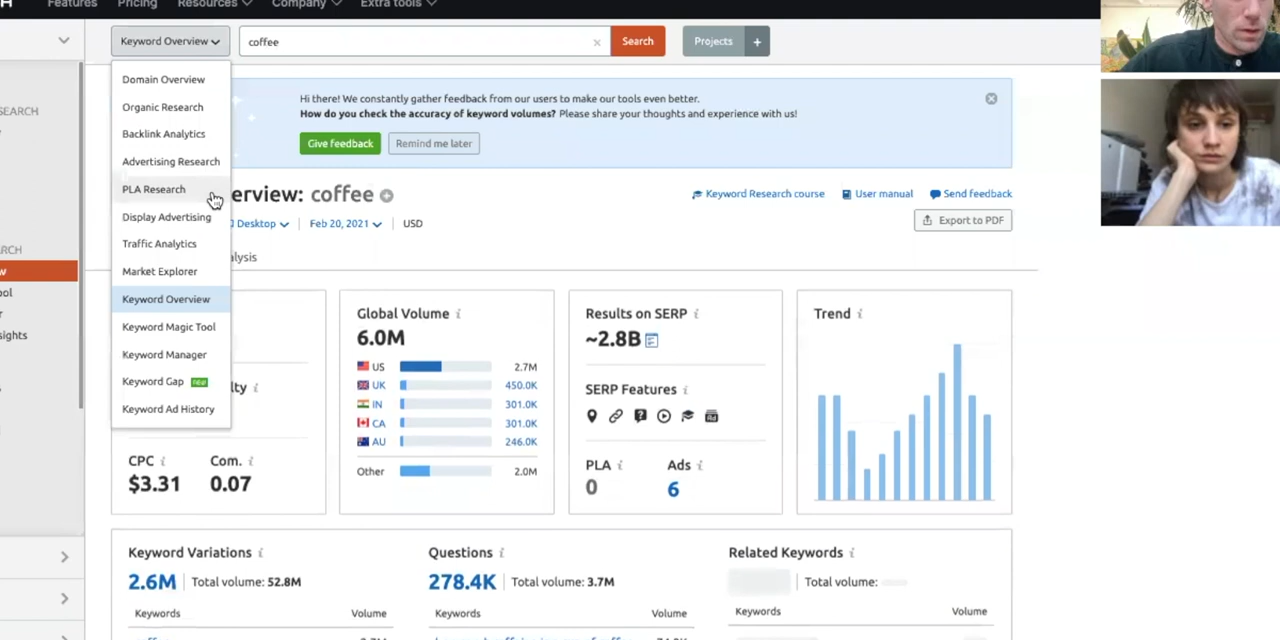 Features Pricing Resources Company Extra tools
Keyword Overview coffee Search Projects +
Domain Overview
Organic Research
Backlink Analytics
Advertising Research
PLA Research
Display Advertising
Traffic Analytics
Market Explorer
Keyword Overview
Keyword Magic Tool
Keyword Manager
Keyword Gap new
Keyword Ad History
Hi there! We constantly gather feedback from our users to make our tools even better.
How do you check the accuracy of keyword volumes? Please share your thoughts and experience with us!
Give feedback Remind me later
erview: coffee
Keyword Research course User manual Send feedback
Desktop Feb 20, 2021 USD
Export to PDF
alysis
SEARCH
RCH
w
ool
r
sights
lty
CPC Com.
$3.31 0.07
Global Volume
6.0M
US 2.7M
UK 450.0K
IN 301.0K
CA 301.0K
AU 246.0K
Other 2.0M
Results on SERP
~2.8B
SERP Features
PLA Ads
0 6
Trend
Keyword Variations
2.6M Total volume: 52.8M
Keywords Volume
Questions
278.4K Total volume: 3.7M
Keywords Volume
Related Keywords
Total volume:
Keywords Volume